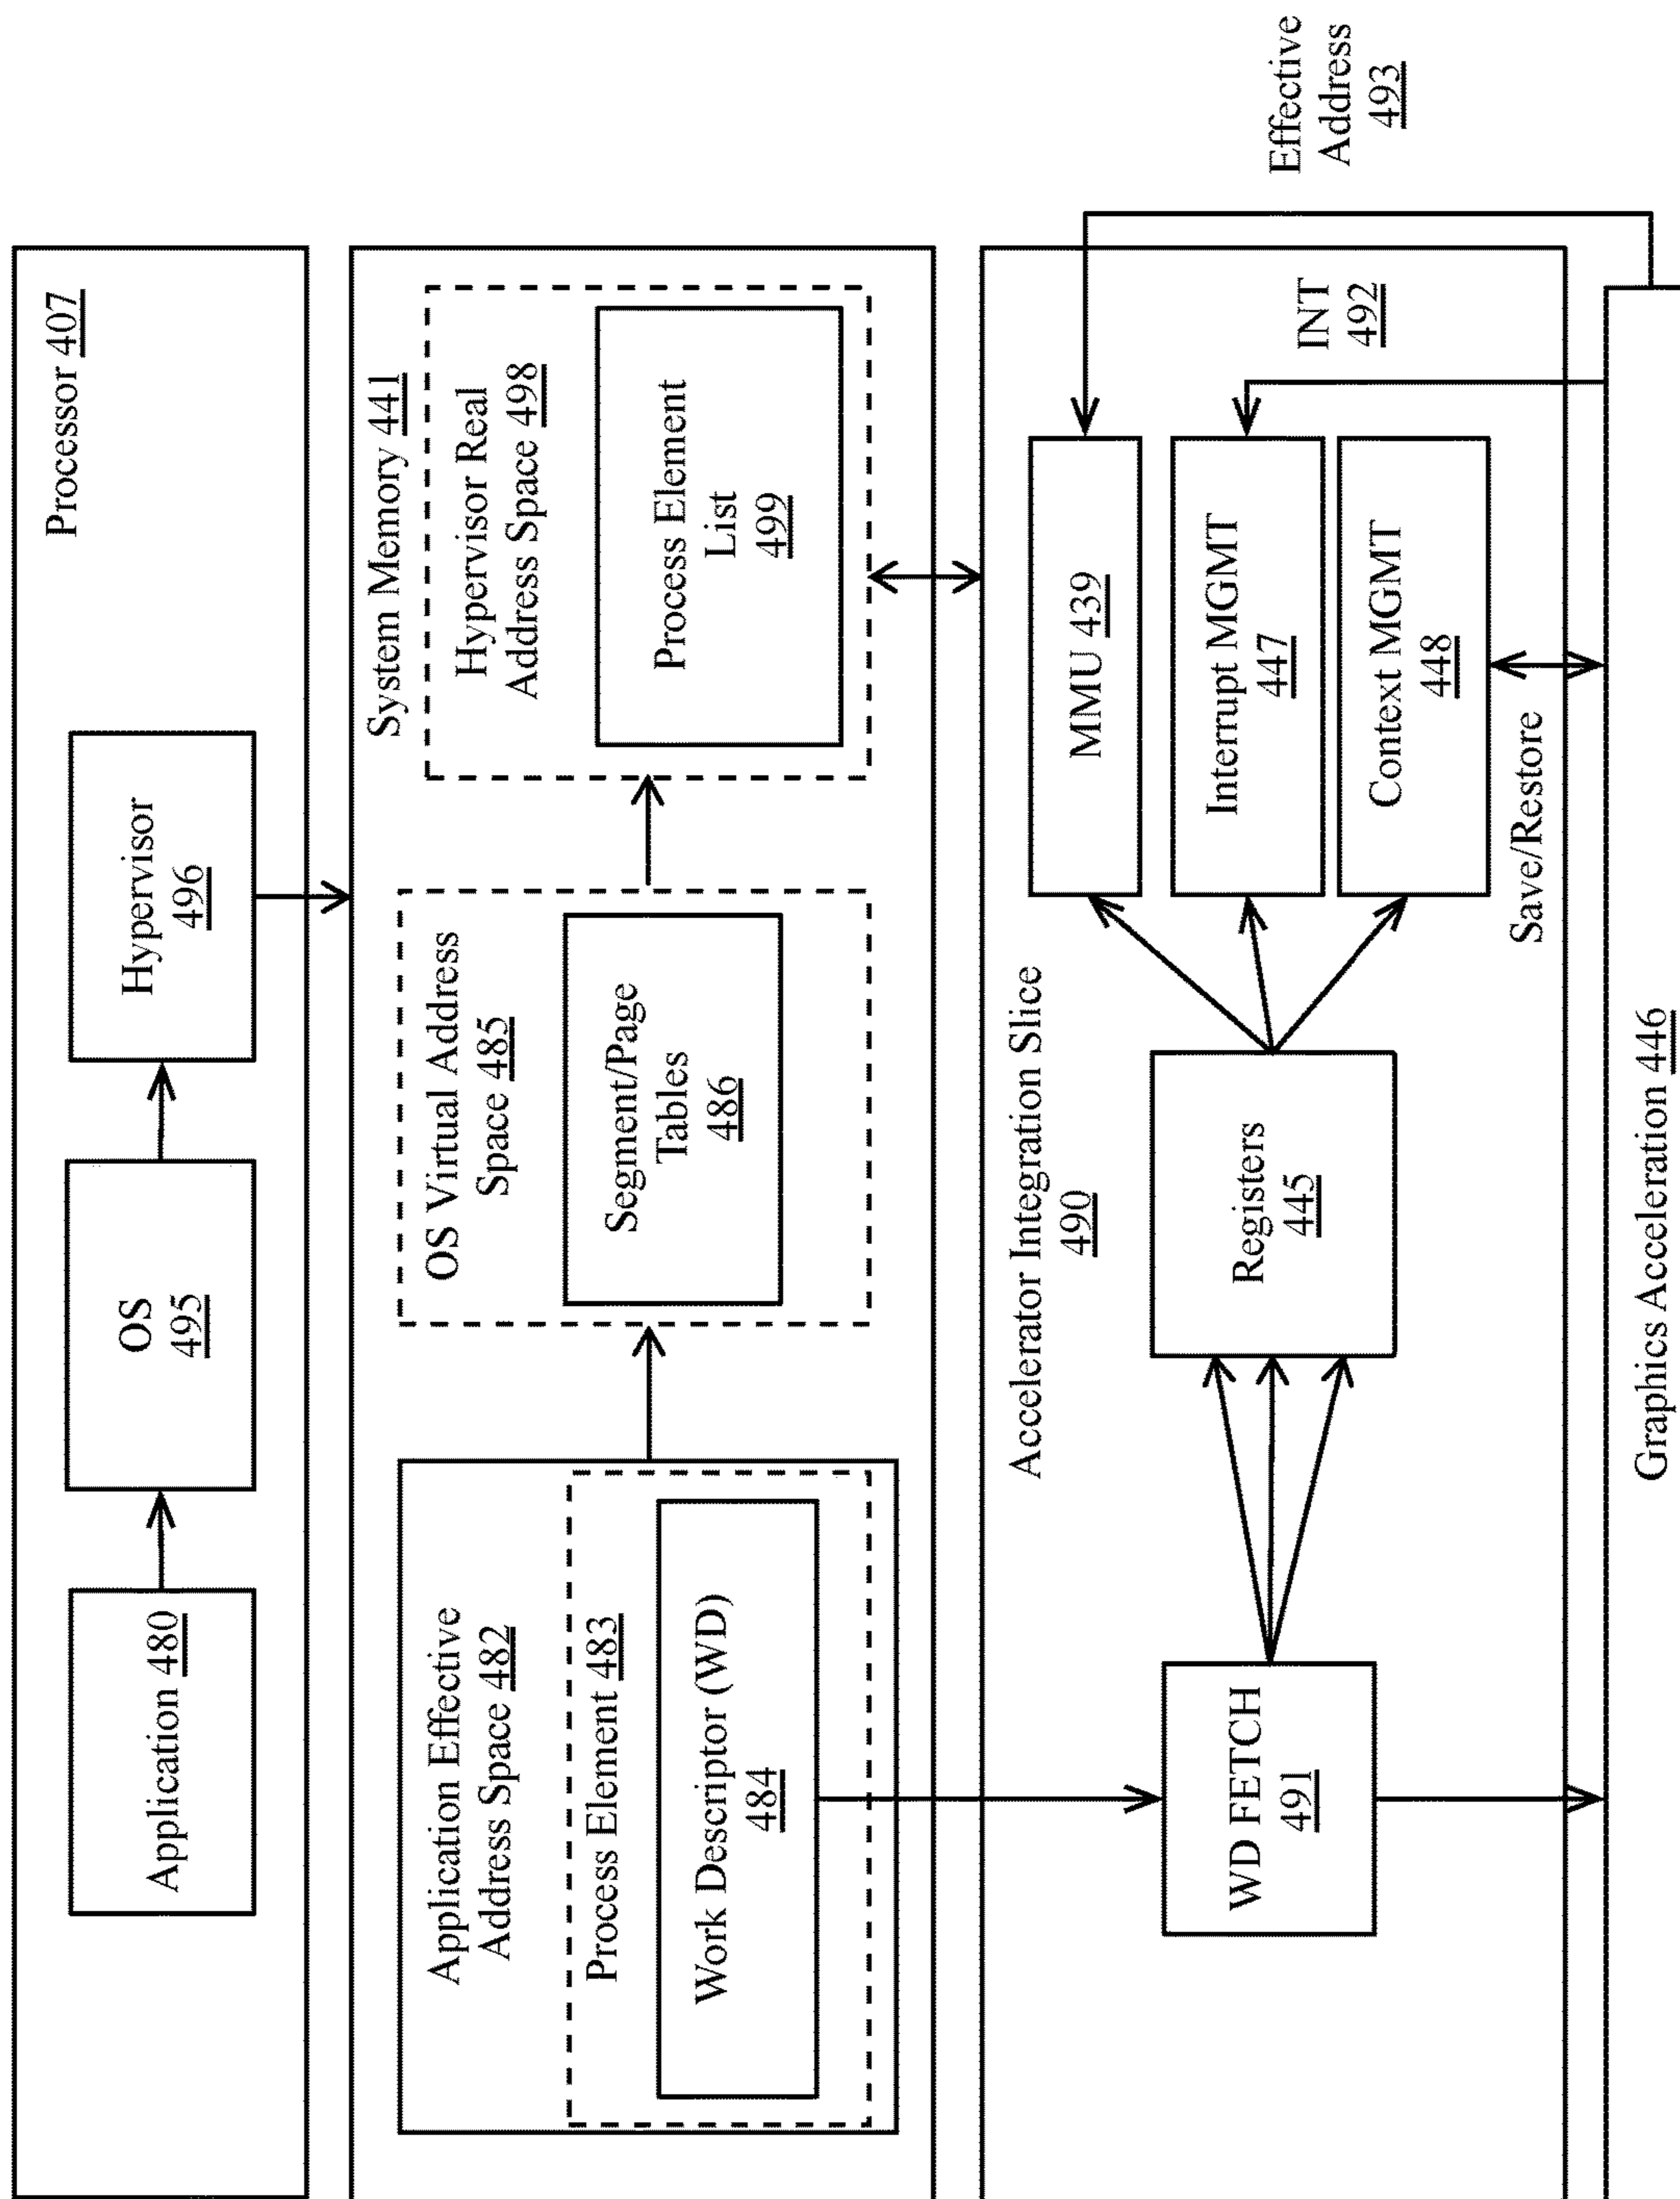 Processor 407
Application 480
OS
495
Hypervisor
496
System Memory 441
Application Effective
Address Space 482
Process Element 483
Work Descriptor (WD)
484
OS Virtual Address
Space 485
Segment/Page
Tables
486
Hypervisor Real
Address Space 498
Process Element
List
499
Accelerator Integration Slice
490
WD FETCH
491
Registers
445
MMU 439
Interrupt MGMT
447
Context MGMT
448
INT
492
Effective
Address
493
Save/Restore
Graphics Acceleration 446